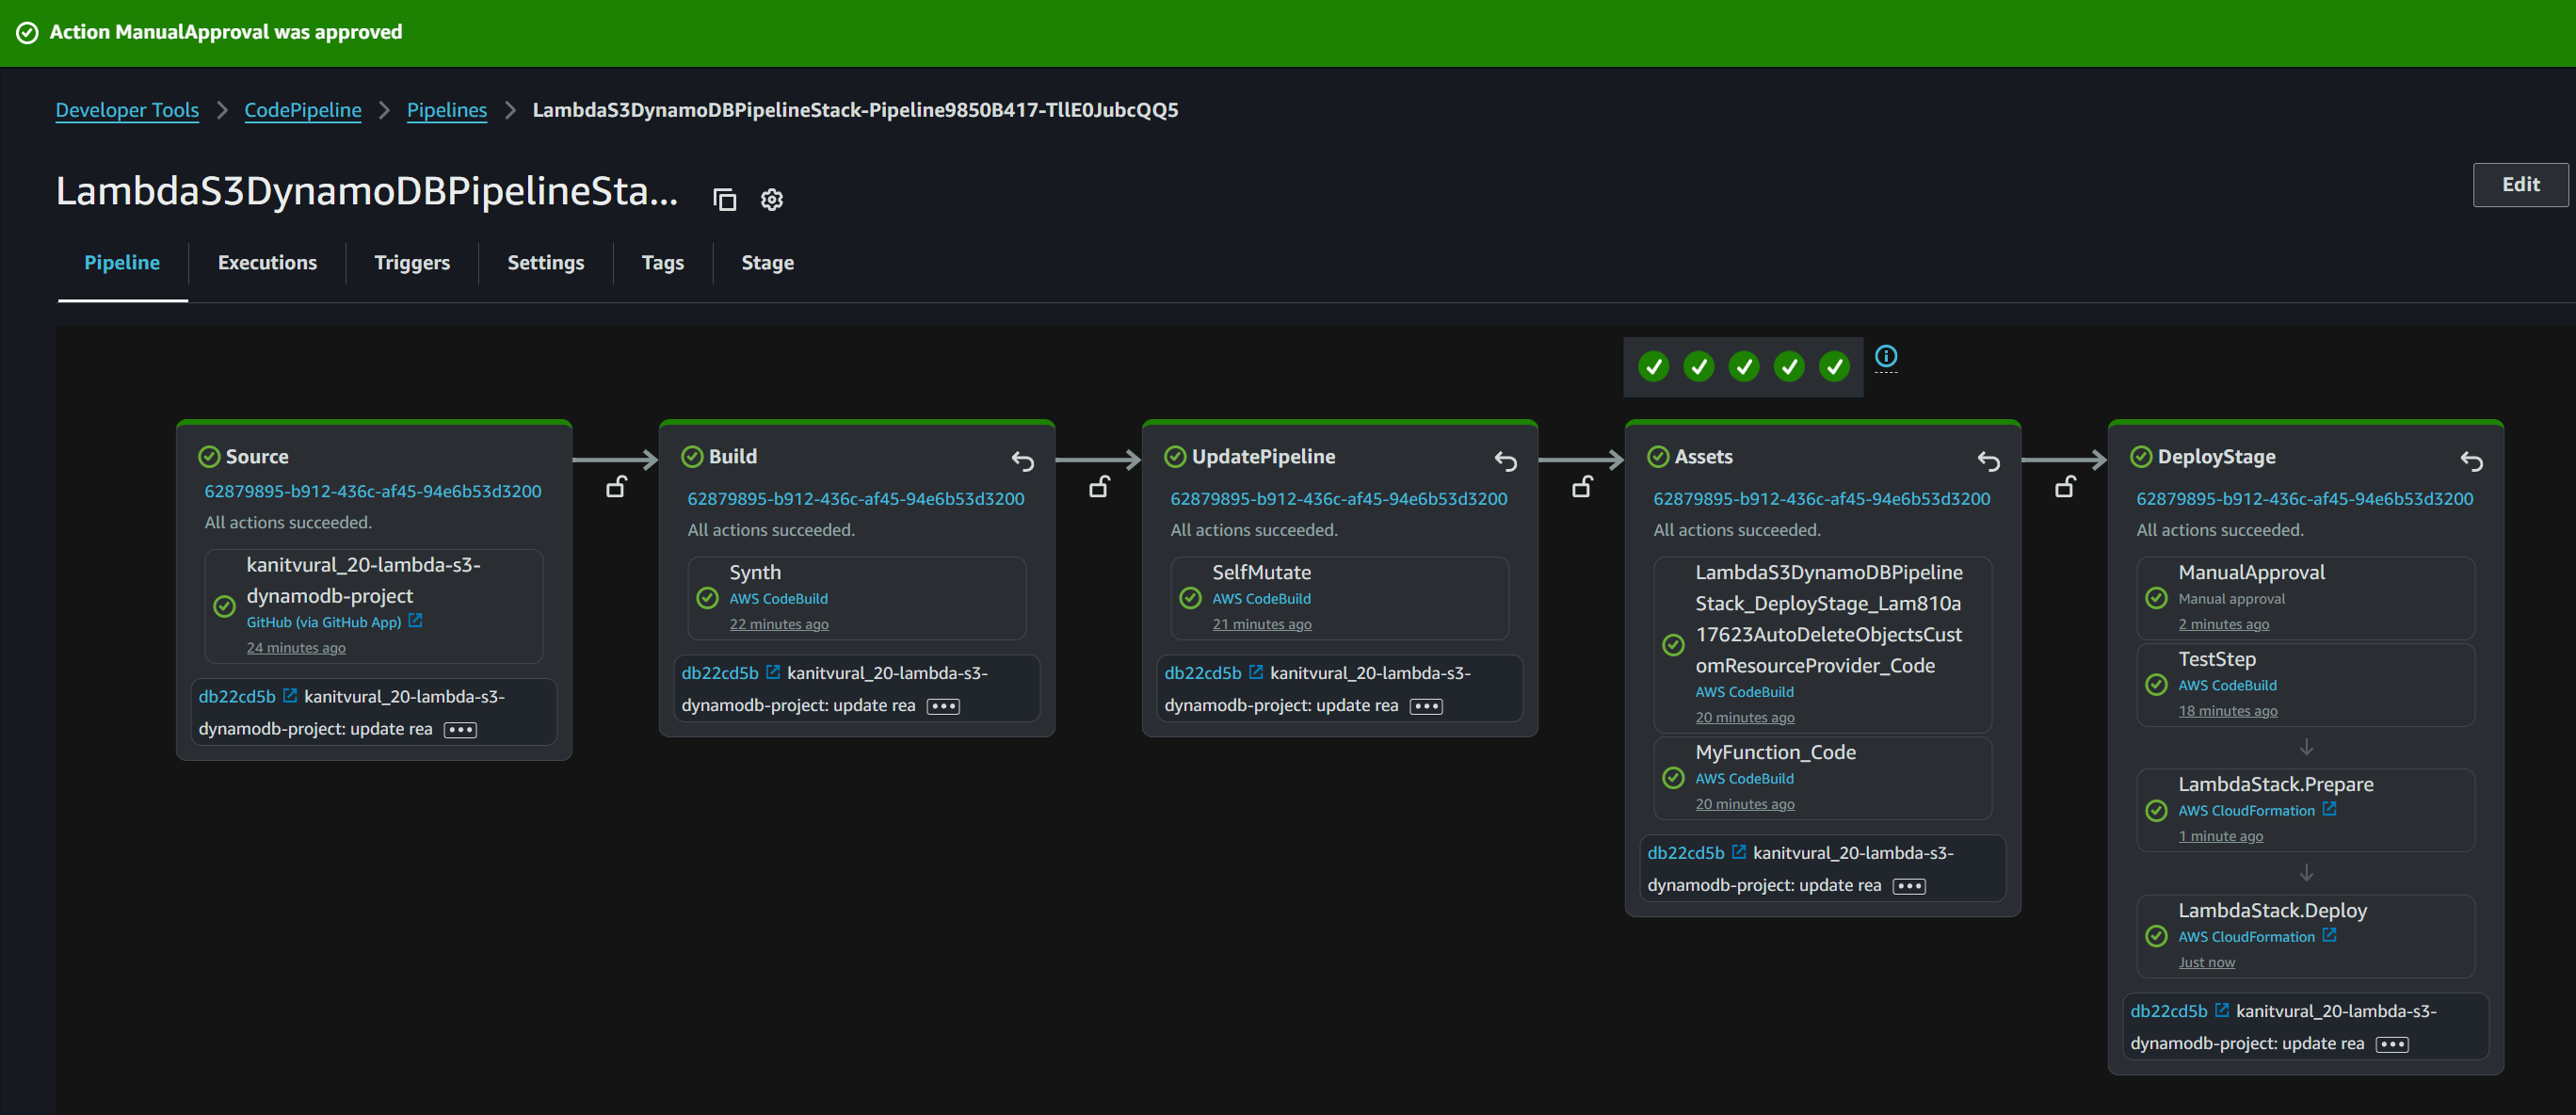 Action ManualApproval was approved
Developer Tools > CodePipeline > Pipelines > LambdaS3DynamoDBPipelineStack-Pipeline9850B417-TllE0JubcQQ5
LambdaS3DynamoDBPipelineSta...
Edit
Pipeline
Executions
Triggers
Settings
Tags
Stage
Source
62879895-b912-436c-af45-94e6b53d3200
All actions succeeded.
kanitvural_20-lambda-s3-
dynamodb-project
GitHub (via GitHub App)
24 minutes ago
db22cd5b kanitvural_20-lambda-s3-
dynamodb-project: update rea
Build
62879895-b912-436c-af45-94e6b53d3200
All actions succeeded.
Synth
AWS CodeBuild
22 minutes ago
db22cd5b kanitvural_20-lambda-s3-
dynamodb-project: update rea
UpdatePipeline
62879895-b912-436c-af45-94e6b53d3200
All actions succeeded.
SelfMutate
AWS CodeBuild
21 minutes ago
db22cd5b kanitvural_20-lambda-s3-
dynamodb-project: update rea
Assets
62879895-b912-436c-af45-94e6b53d3200
All actions succeeded.
LambdaS3DynamoDBPipeline
Stack_DeployStage_Lam810a
17623AutoDeleteObjectsCust
omResourceProvider_Code
AWS CodeBuild
20 minutes ago
MyFunction_Code
AWS CodeBuild
20 minutes ago
db22cd5b kanitvural_20-lambda-s3-
dynamodb-project: update rea
DeployStage
62879895-b912-436c-af45-94e6b53d3200
All actions succeeded.
ManualApproval
Manual approval
2 minutes ago
TestStep
AWS CodeBuild
18 minutes ago
LambdaStack.Prepare
AWS CloudFormation
1 minute ago
LambdaStack.Deploy
AWS CloudFormation
Just now
db22cd5b kanitvural_20-lambda-s3-
dynamodb-project: update rea